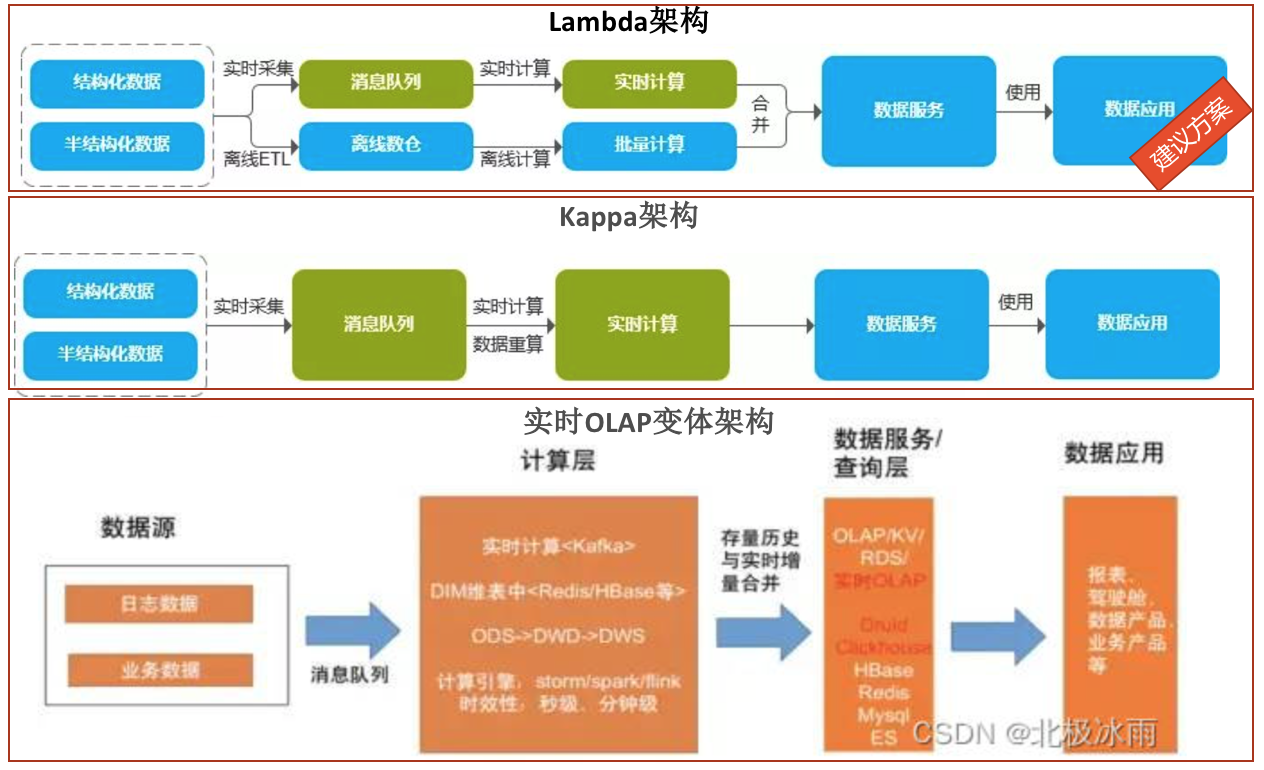 Lambda架构
结构化数据
半结构化数据
实时采集
离线ETL
消息队列
离线数仓
实时计算
离线计算
实时计算
批量计算
合
并
数据服务
使用
数据应用
建议方案
Kappa架构
结构化数据
半结构化数据
实时采集
消息队列
实时计算
数据重算
实时计算
数据服务
使用
数据应用
实时OLAP变体架构
数据源
日志数据
业务数据
消息队列
计算层
实时计算<Kafka>
DIM维表中<Redis/HBase等>
ODS->DWD->DWS
计算引擎，storm/spark/flink
时效性：秒级、分钟级
存量历史
与实时增
量合并
数据服务/
查询层
OLAP/KV/
RDS/
实时OLAP
Druid
Clickhouse
HBase
Redis
Mysql
ES
数据应用
报表、
驾驶舱、
数据产品、
业务产品
等
CSDN @北极冰雨